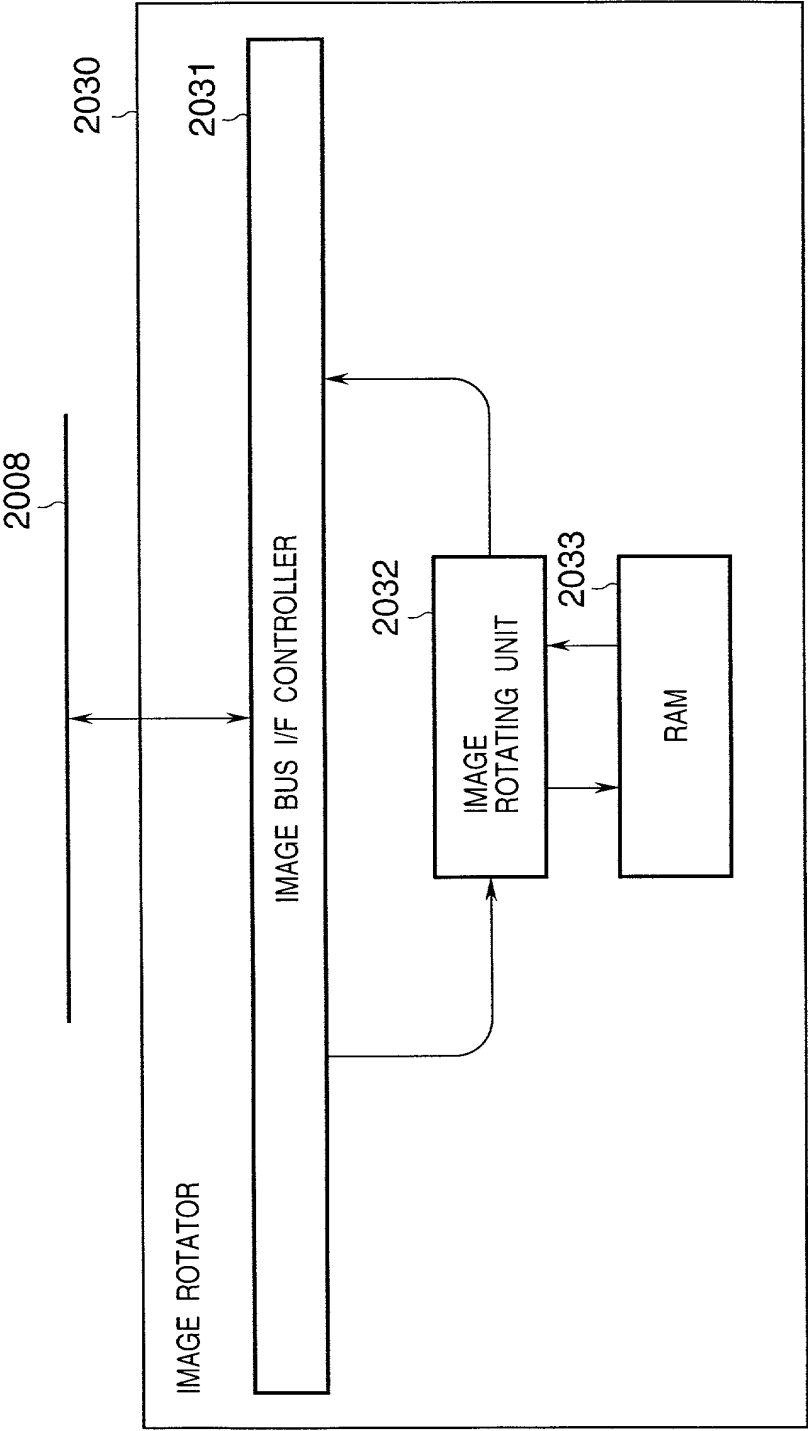 2008
2030
IMAGE ROTATOR
2031
IMAGE BUS I/F CONTROLLER
2032
IMAGE
ROTATING UNIT
2033
RAM